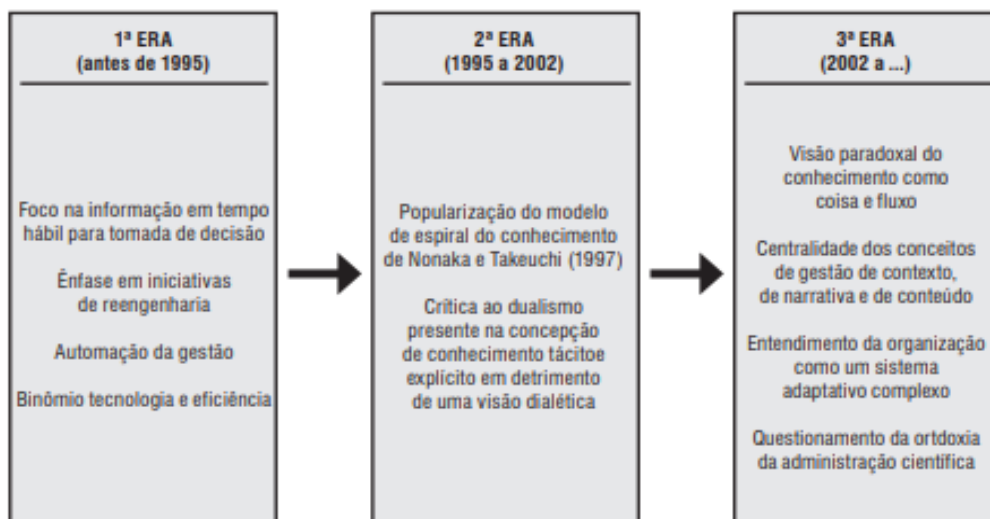 1ª ERA
(antes de 1995)
Foco na informação em tempo
hábil para tomada de decisão
Ênfase em iniciativas
de reengenharia
Automação da gestão
Binômio tecnologia e eficiência
2ª ERA
(1995 a 2002)
Popularização do modelo
de espiral do conhecimento
de Nonaka e Takeuchi (1997)
Crítica ao dualismo
presente na concepção
de conhecimento tácitoe
explícito em detrimento
de uma visão dialética
3ª ERA
(2002 a ...)
Visão paradoxal do
conhecimento como
coisa e fluxo
Centralidade dos conceitos
de gestão de contexto,
de narrativa e de conteúdo
Entendimento da organização
como um sistema
adaptativo complexo
Questionamento da ortdoxia
da administração científica